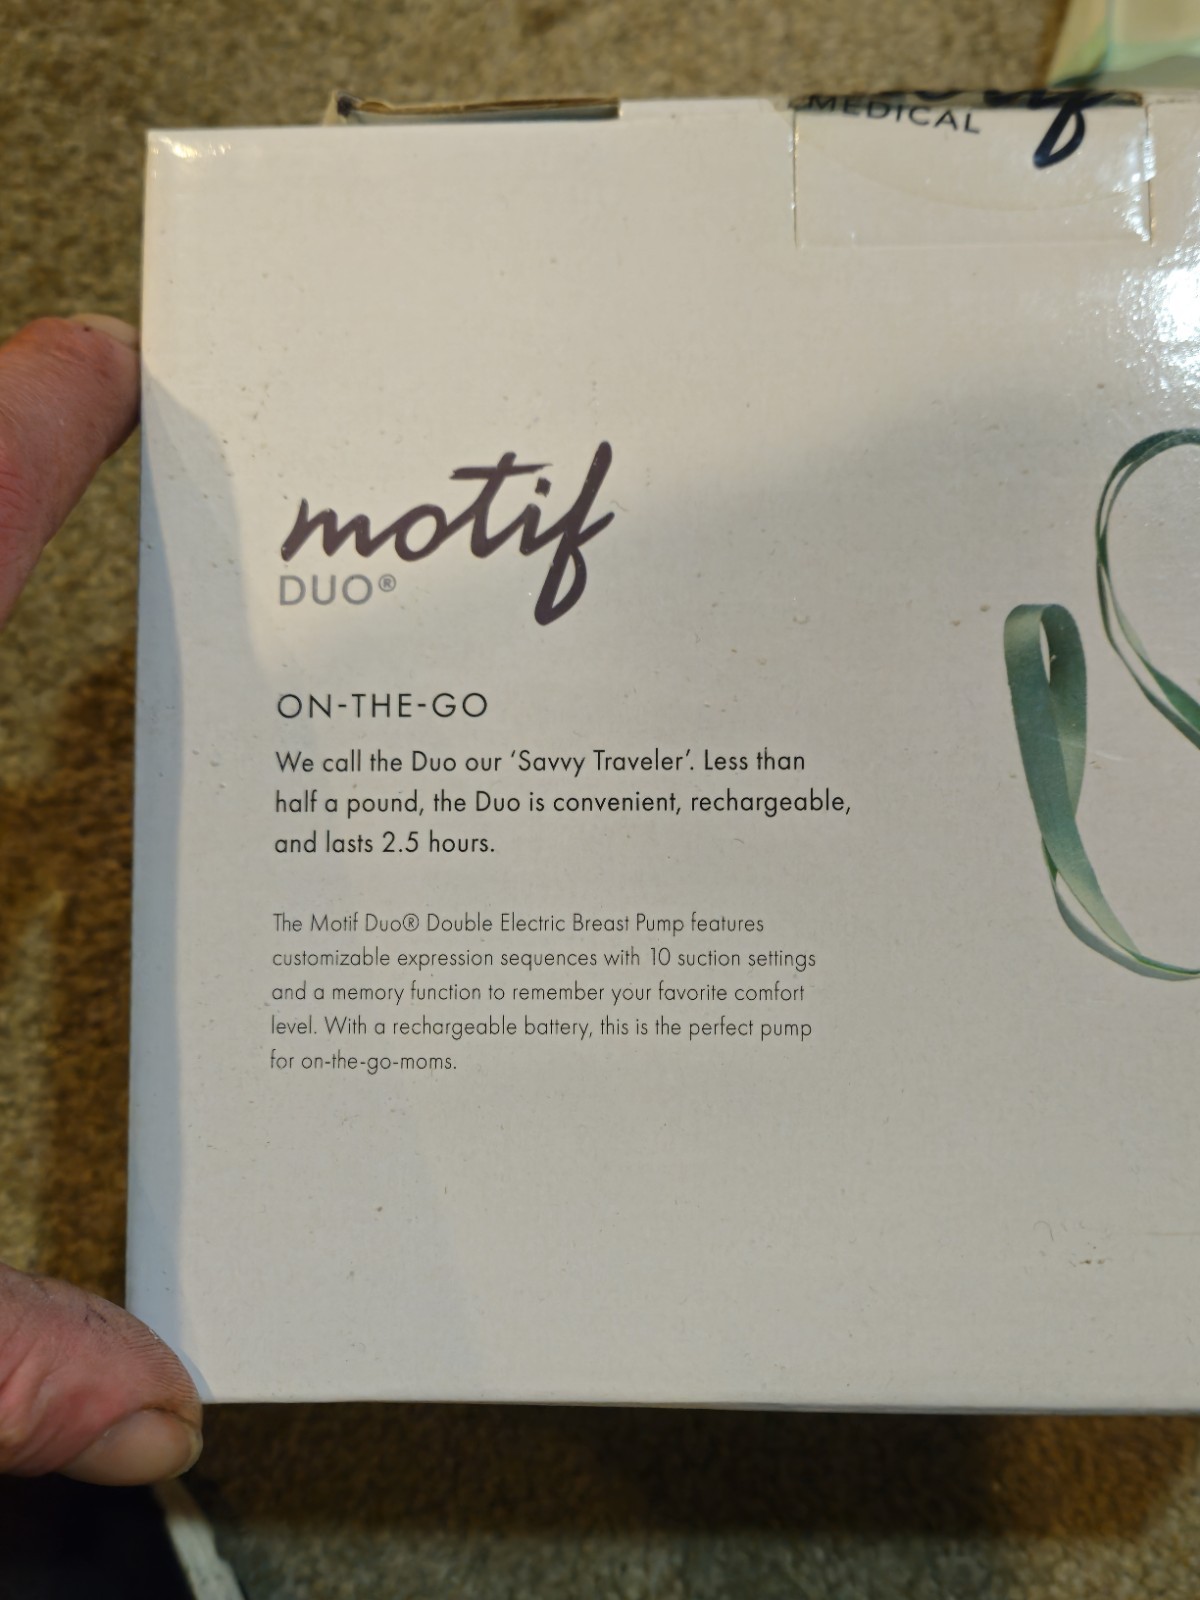 MEDICAL
motif
DUO®
ON-THE-GO
We call the Duo our ‘Savvy Traveler’. Less than
half a pound, the Duo is convenient, rechargeable,
and lasts 2.5 hours.
The Motif Duo® Double Electric Breast Pump features
customizable expression sequences with 10 suction settings
and a memory function to remember your favorite comfort
level. With a rechargeable battery, this is the perfect pump
for on-the-go-moms.